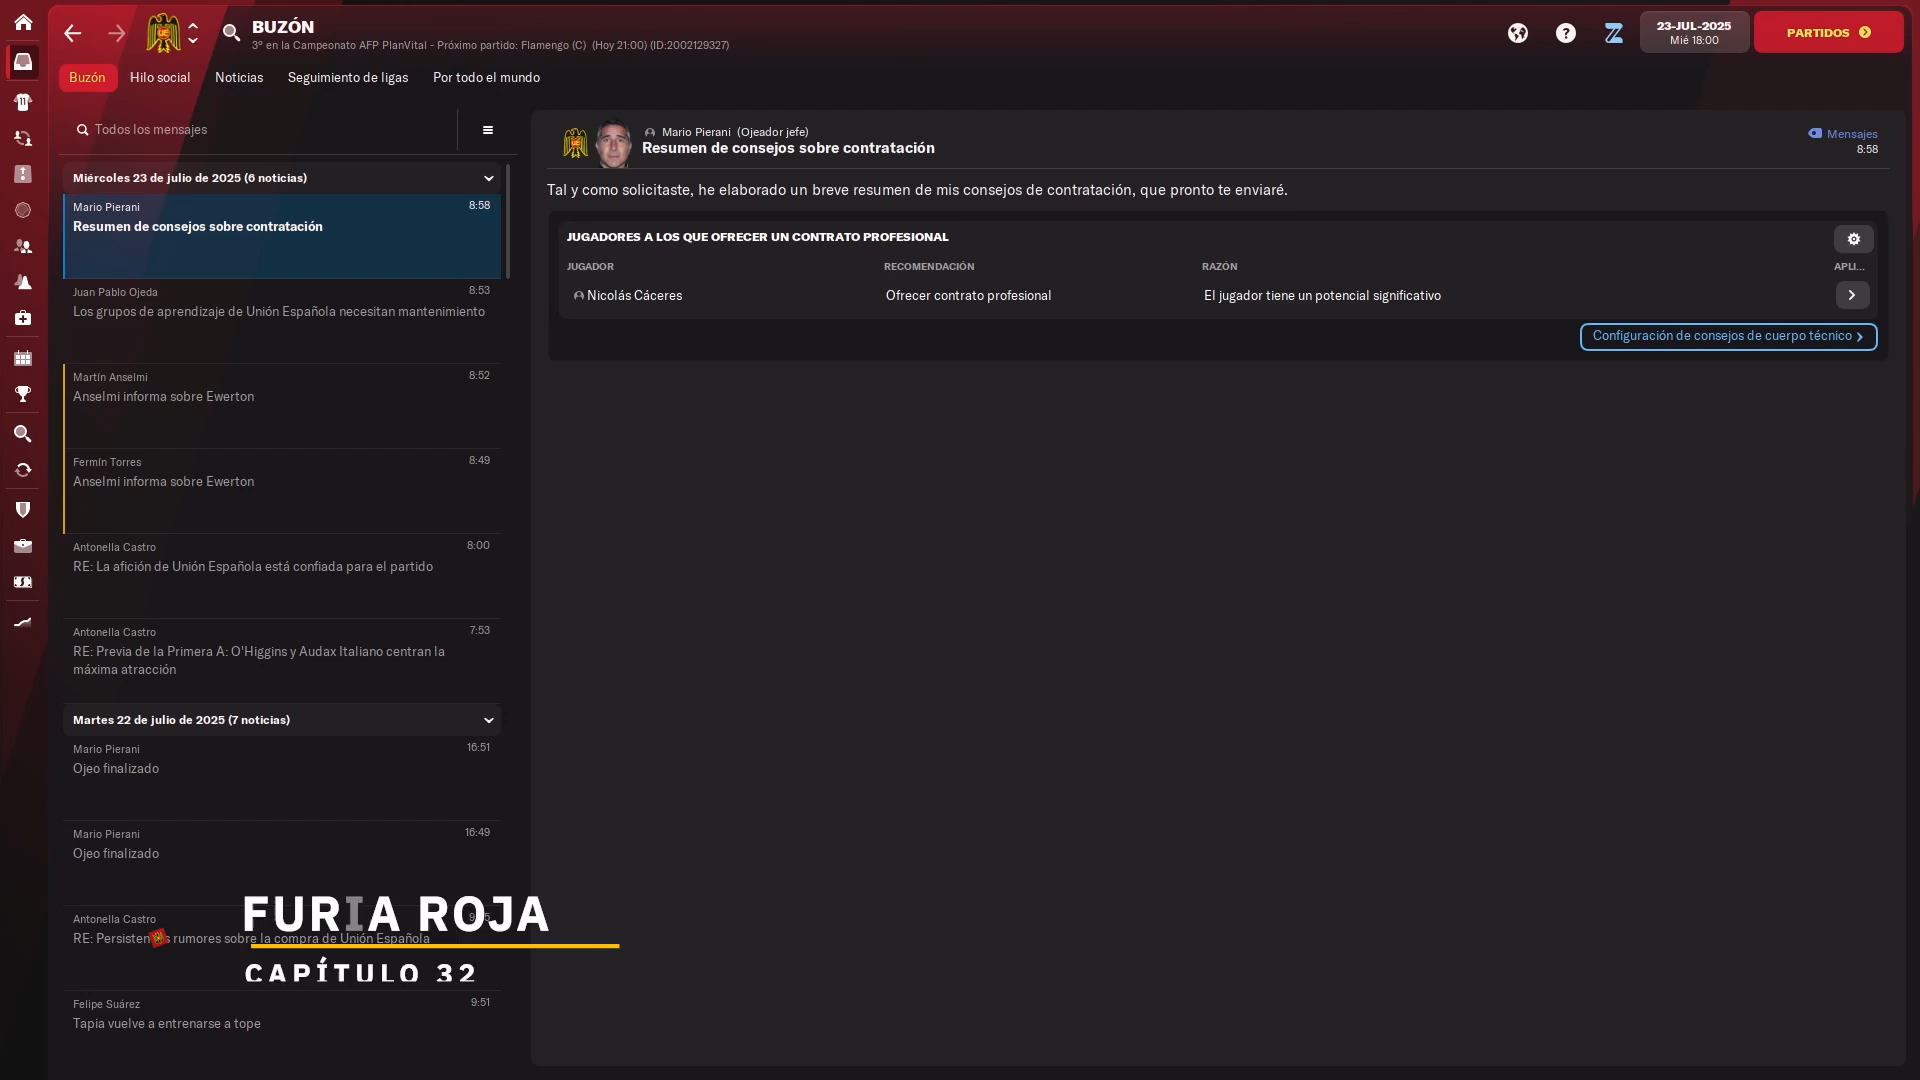 BUZÓN
3º en la Campeonato AFP PlanVital - Próximo partido: Flamengo (C) (Hoy 21:00) (ID:2002129327)
23-JUL-2025
Mié 18:00
PARTIDOS
Buzón
Hilo social
Noticias
Seguimiento de ligas
Por todo el mundo
Todos los mensajes
Miércoles 23 de julio de 2025 (6 noticias)
Mario Pierani
8:58
Resumen de consejos sobre contratación
Juan Pablo Ojeda
8:53
Los grupos de aprendizaje de Unión Española necesitan mantenimiento
Martín Anselmi
8:52
Anselmi informa sobre Ewerton
Fermín Torres
8:49
Anselmi informa sobre Ewerton
Antonella Castro
8:00
RE: La afición de Unión Española está confiada para el partido
Antonella Castro
7:53
RE: Previa de la Primera A: O'Higgins y Audax Italiano centran la
máxima atracción
Martes 22 de julio de 2025 (7 noticias)
Mario Pierani
16:51
Ojeo finalizado
Mario Pierani
16:49
Ojeo finalizado
Antonella Castro
RE: rumores sobre la compra de Unión Española
FURIA ROJA
CAPÍTULO 32
Felipe Suárez
9:51
Tapia vuelve a entrenarse a tope
Mario Pierani (Ojeador jefe)
Resumen de consejos sobre contratación
Mensajes
8:58
Tal y como solicitaste, he elaborado un breve resumen de mis consejos de contratación, que pronto te enviaré.
JUGADORES A LOS QUE OFRECER UN CONTRATO PROFESIONAL
JUGADOR
RECOMENDACIÓN
RAZÓN
APLI...
Nicolás Cáceres
Ofrecer contrato profesional
El jugador tiene un potencial significativo
Configuración de consejos de cuerpo técnico